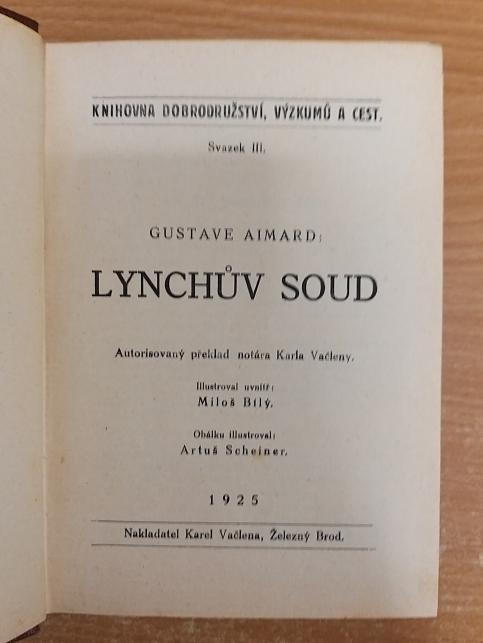 KNIHOVNA DOBRODRUŽSTVÍ, VÝZKUMŮ A CEST.
Svazek III.
GUSTAVE AIMARD:
LYNCHŮV SOUD
Autorisovaný překlad notára Karla Vačleny.
Illustroval uvnitř:
Miloš Bílý.
Obálku illustroval:
Artuš Scheiner.
1925
Nakladatel Karel Vačlena, Železný Brod.